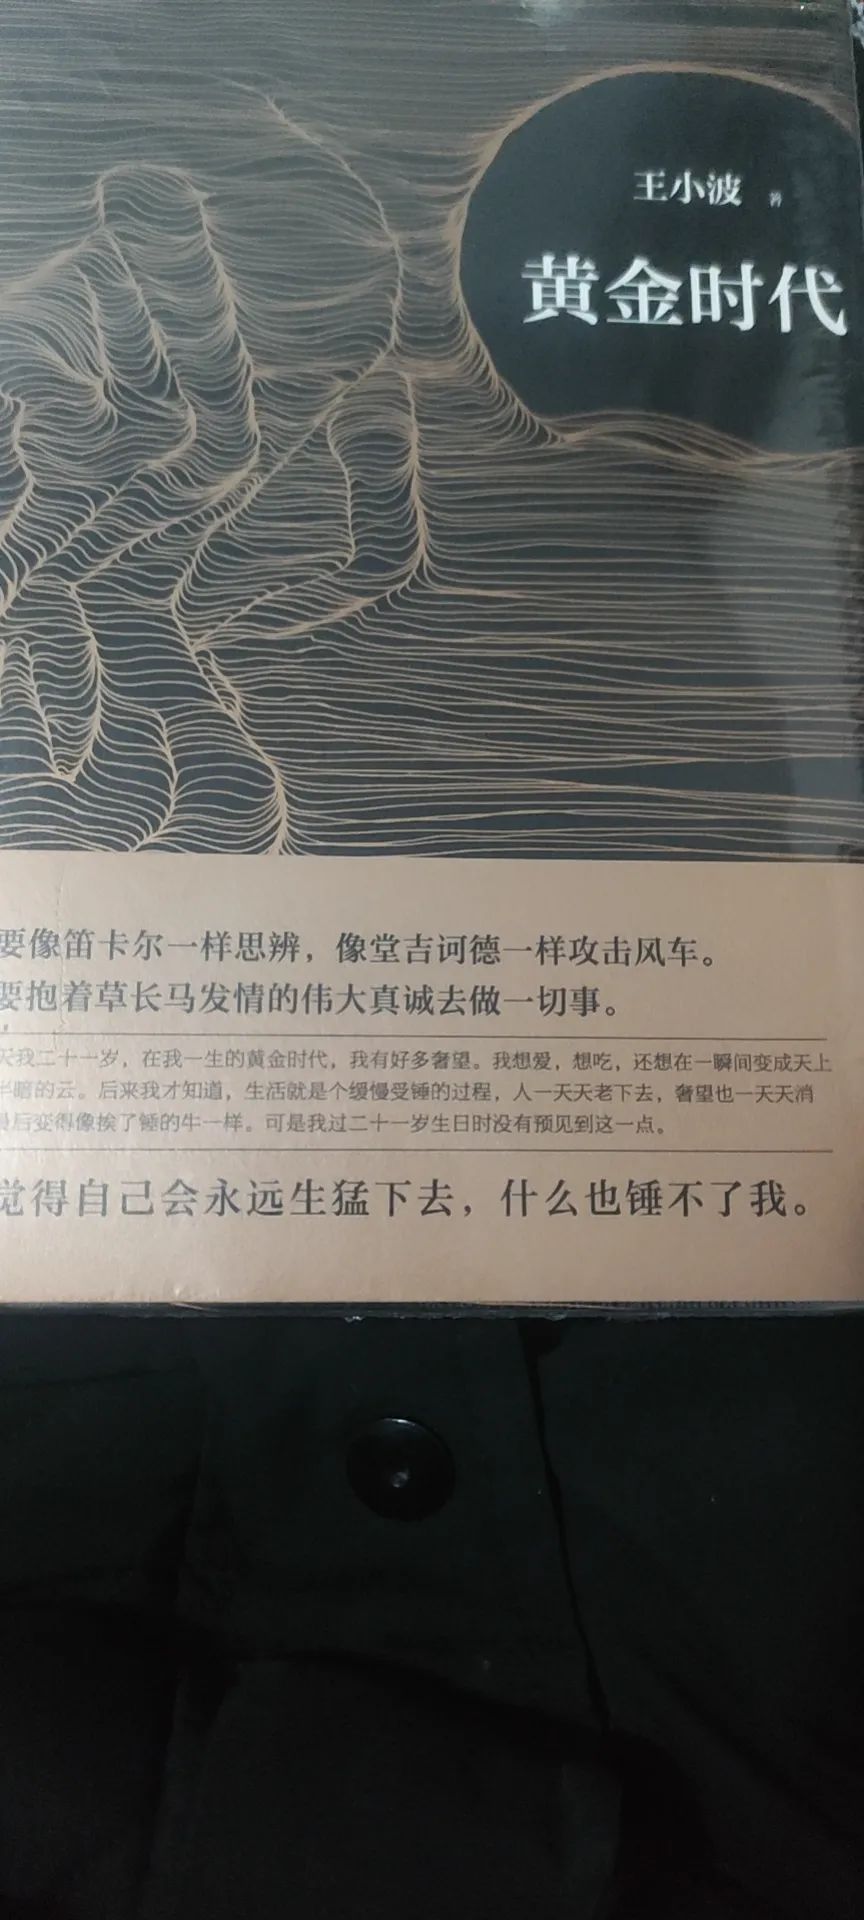 王小波 著
黄金时代
要像笛卡尔一样思辨，像堂吉诃德一样攻击风车。
要抱着草长马发情的伟大真诚去做一切事。
天我二十一岁，在我一生的黄金时代，我有好多奢望。我想爱，想吃，还想在一瞬间变成天上
半暗的云。后来我才知道，生活就是个缓慢受锤的过程，人一天天老下去，奢望也一天天消
最后变得像挨了锤的牛一样。可是我过二十一岁生日时没有预见到这一点。
觉得自己会永远生猛下去，什么也锤不了我。